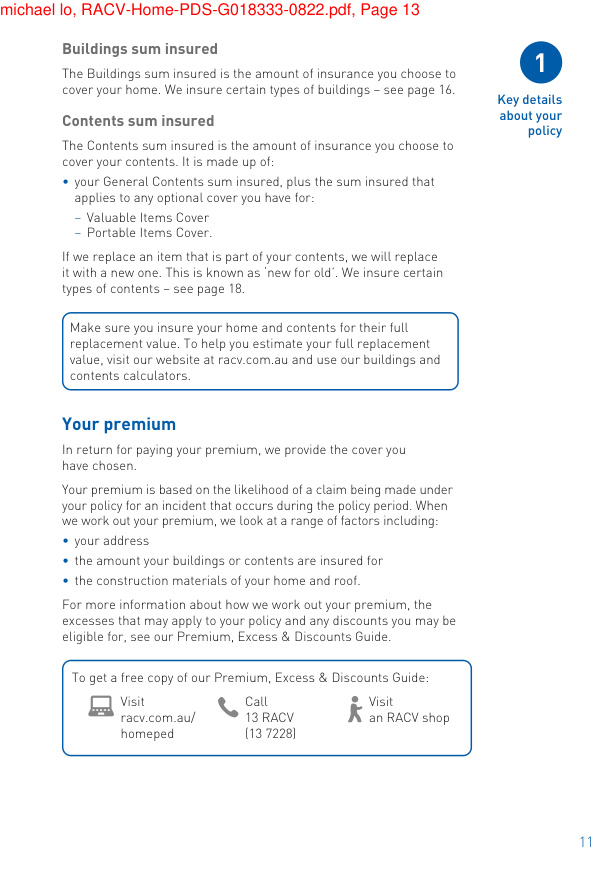 michael lo, RACV-Home-PDS-G018333-0822.pdf, Page 13
Buildings sum insured
The Buildings sum insured is the amount of insurance you choose to
cover your home. We insure certain types of buildings – see page 16.
Contents sum insured
The Contents sum insured is the amount of insurance you choose to
cover your contents. It is made up of:
• your General Contents sum insured, plus the sum insured that
applies to any optional cover you have for:
– Valuable Items Cover
– Portable Items Cover.
If we replace an item that is part of your contents, we will replace
it with a new one. This is known as ‘new for old’. We insure certain
types of contents – see page 18.
Make sure you insure your home and contents for their full
replacement value. To help you estimate your full replacement
value, visit our website at racv.com.au and use our buildings and
contents calculators.
Your premium
In return for paying your premium, we provide the cover you
have chosen.
Your premium is based on the likelihood of a claim being made under
your policy for an incident that occurs during the policy period. When
we work out your premium, we look at a range of factors including:
• your address
• the amount your buildings or contents are insured for
• the construction materials of your home and roof.
For more information about how we work out your premium, the
excesses that may apply to your policy and any discounts you may be
eligible for, see our Premium, Excess & Discounts Guide.
To get a free copy of our Premium, Excess & Discounts Guide:
Visit
racv.com.au/
homeped
Call
13 RACV
(13 7228)
Visit
an RACV shop
1
Key details
about your
policy
11